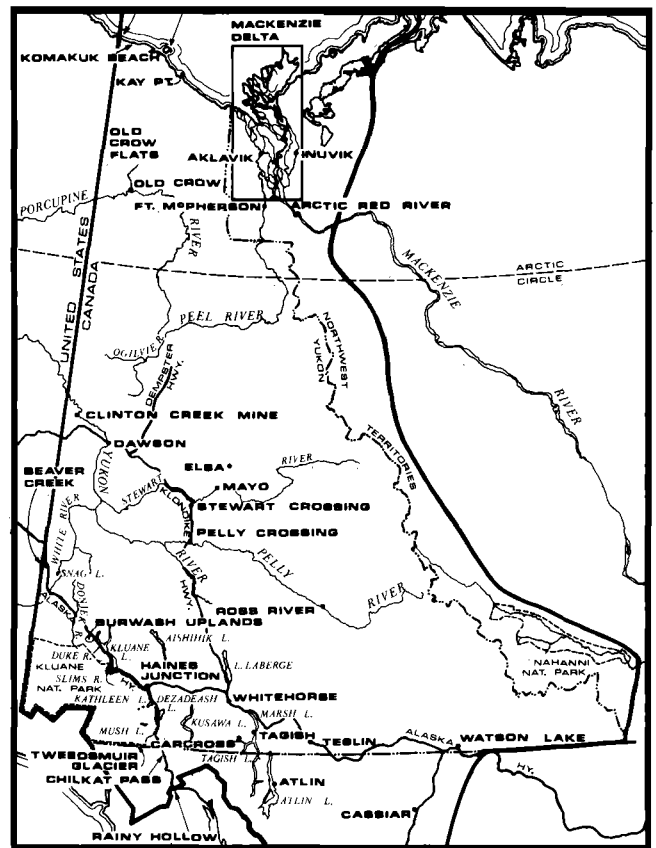 MACKENZIE
DELTA
KOMAKUK BEACH
KAY PT.
OLD
CROW
FLATS
AKLAVIK
INUVIK
OLD CROW
PORCUPINE
RIVER
FT. McPHERSON
ARCTIC RED RIVER
MACKENZIE
RIVER
ARCTIC
CIRCLE
UNITED STATES
CANADA
PEEL RIVER
OGILVIE R.
DEMPSTER
HWY.
NORTHWEST
YUKON
TERRITORIES
CLINTON CREEK MINE
DAWSON
YUKON
RIVER
BEAVER
CREEK
ELSA
MAYO
RIVER
STEWART
KLONDIKE
HWY.
STEWART CROSSING
PELLY CROSSING
WHITE RIVER
PELLY
RIVER
SNAG L.
ALASKA
DONJEK R.
ROSS RIVER
BURWASH UPLANDS
AISHIHIK L.
KLUANE
L.
DUKE R.
KLUANE
SLIMS R.
NAT. PARK
HAINES
JUNCTION
L. LABERGE
NAHANNI
NAT. PARK
KATHLEEN L.
DEZADEASH
L.
WHITEHORSE
MARSH L.
KUSAWA L.
MUSH L.
CARCROSS
TAGISH
TESLIN
ALASKA
WATSON LAKE
TWEEDSMUIR
GLACIER
TAGISH L.
HY.
CHILKAT PASS
ATLIN
ATLIN L.
CASSIAR
RAINY HOLLOW